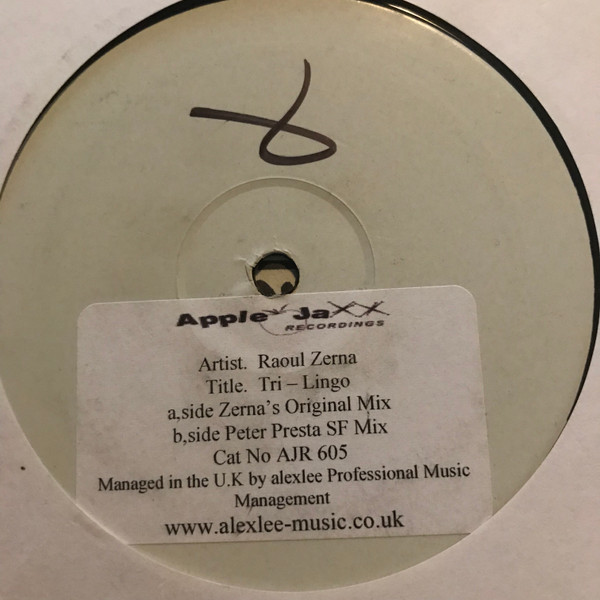 Apple Jaxx
RECORDINGS
Artist. Raoul Zerna
Title. Tri – Lingo
a,side Zerna's Original Mix
b,side Peter Presta SF Mix
Cat No AJR 605
Managed in the U.K by alexlee Professional Music
Management
www.alexlee-music.co.uk